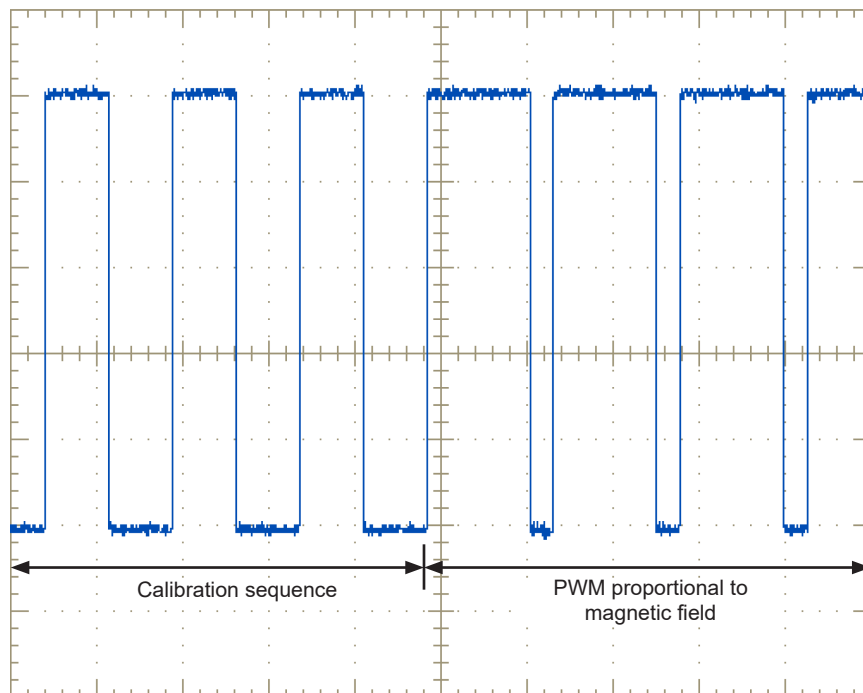 Calibration sequence
PWM proportional to
magnetic field